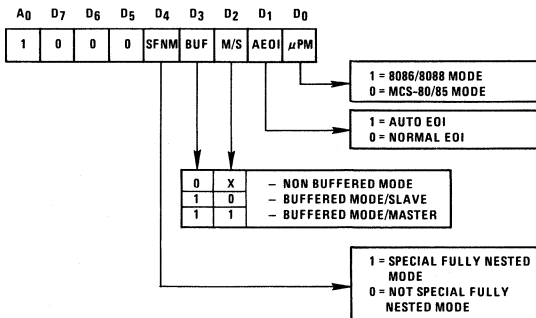 A0 D7 D6 D5 D4 D3 D2 D1 D0
1 0 0 0 SFNM BUF M/S AEOI μPM
1 = 8086/8088 MODE
0 = MCS-80/85 MODE
1 = AUTO EOI
0 = NORMAL EOI
0 X – NON BUFFERED MODE
1 0 – BUFFERED MODE/SLAVE
1 1 – BUFFERED MODE/MASTER
1 = SPECIAL FULLY NESTED
MODE
0 = NOT SPECIAL FULLY
NESTED MODE